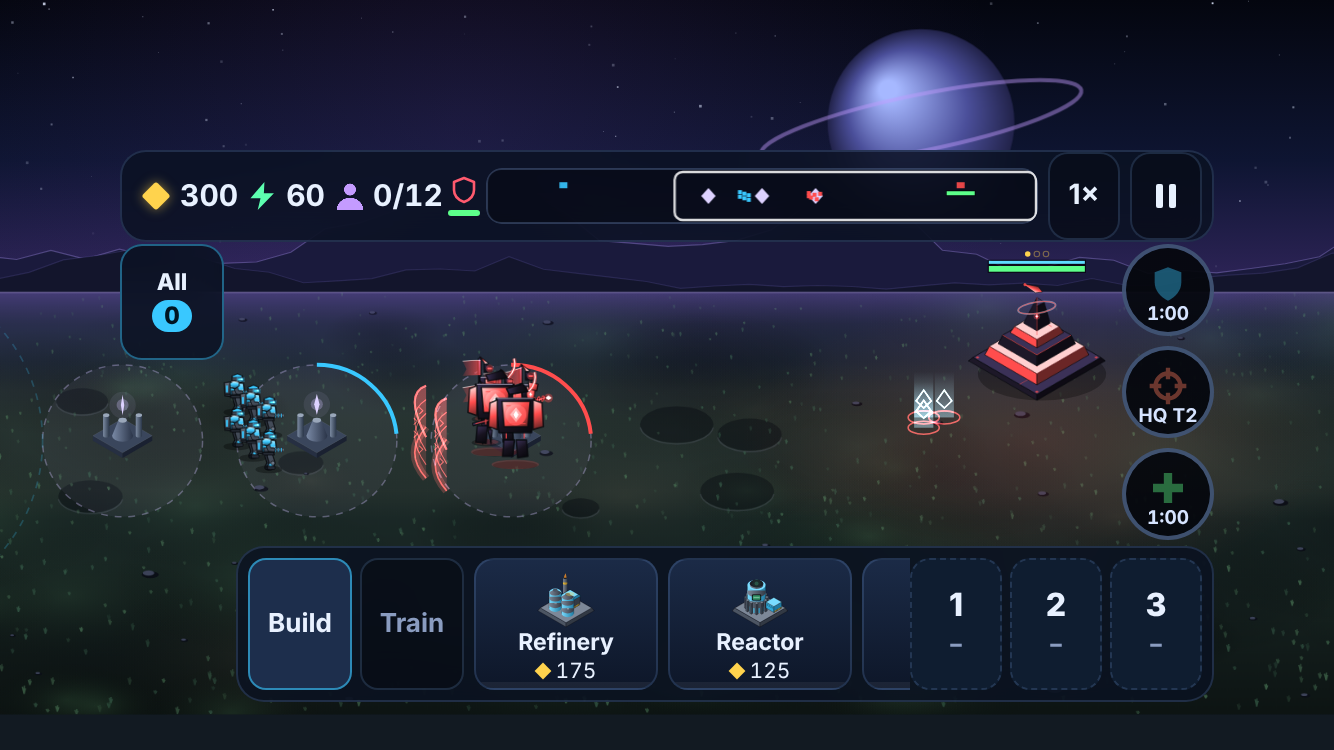 300 60 0/12 1×
All
0
1:00
HQ T2
1:00
Build
Train
Refinery
175
Reactor
125
1
–
2
–
3
–